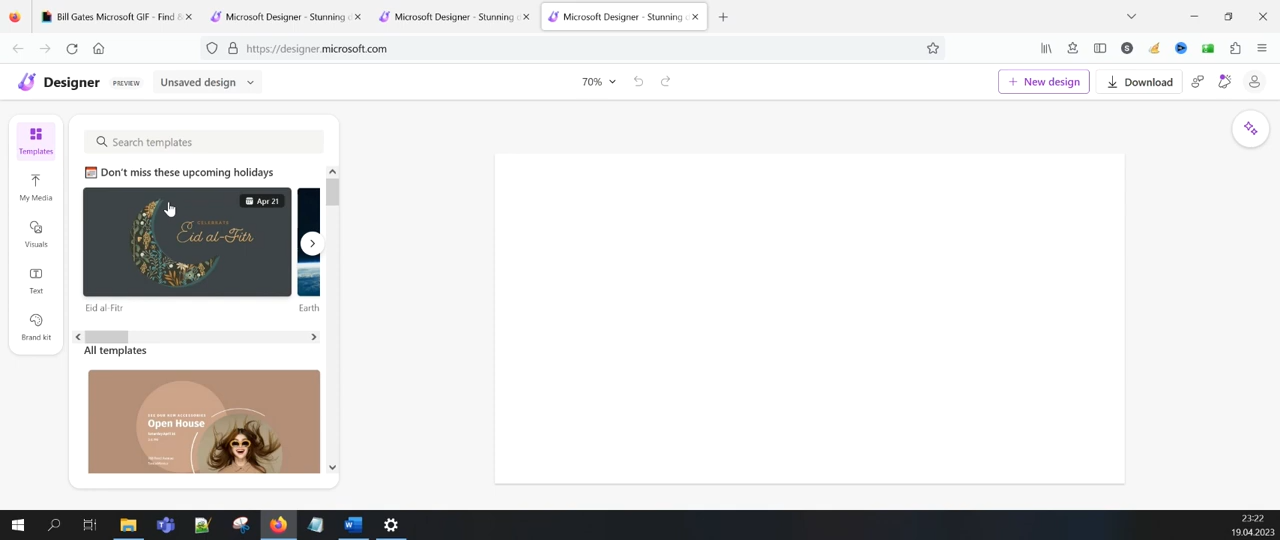 Bill Gates Microsoft GIF - Find &
Microsoft Designer - Stunning d
Microsoft Designer - Stunning d
Microsoft Designer - Stunning d
https://designer.microsoft.com
Designer PREVIEW Unsaved design
70%
New design
Download
Templates
My Media
Visuals
Text
Brand kit
Search templates
Don't miss these upcoming holidays
Apr 21
CELEBRATE
Eid al-Fitr
Eid al-Fitr
Earth
All templates
Open House
23:22
19.04.2023